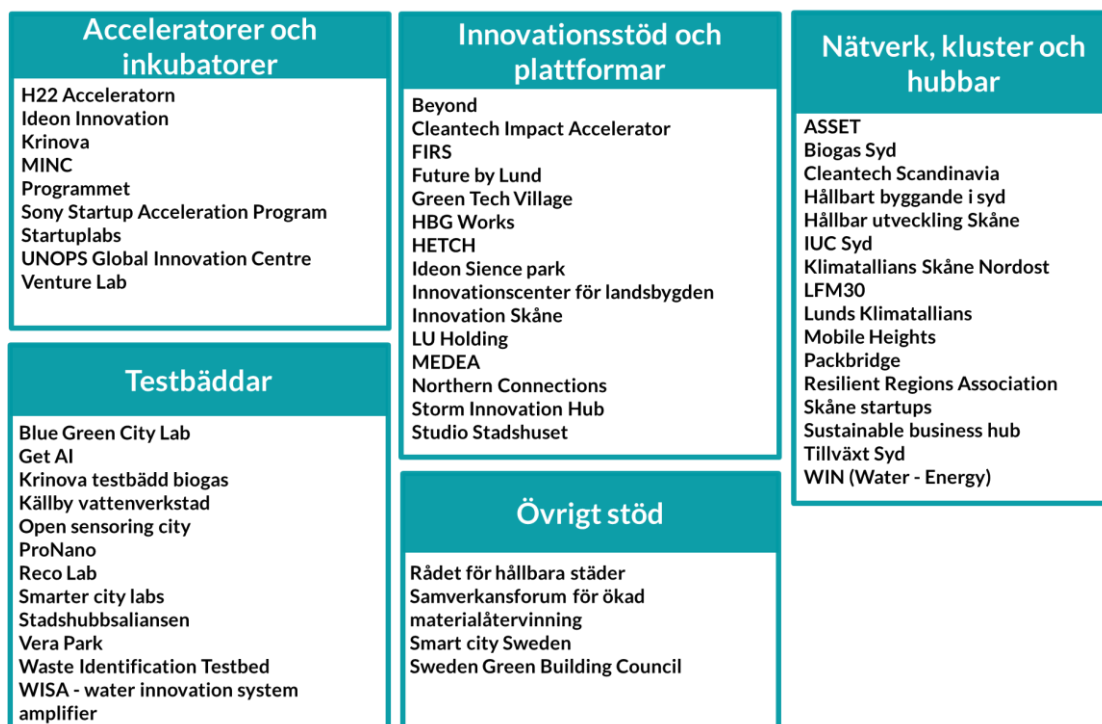 Acceleratorer och
inkubatorer
H22 Acceleratorn
Ideon Innovation
Krinova
MINC
Programmet
Sony Startup Acceleration Program
Startuplabs
UNOPS Global Innovation Centre
Venture Lab
Testbäddar
Blue Green City Lab
Get AI
Krinova testbädd biogas
Källby vattenverkstad
Open sensoring city
ProNano
Reco Lab
Smarter city labs
Stadshubbsaliansen
Vera Park
Waste Identification Testbed
WISA - water innovation system
amplifier
Innovationsstöd och
plattformar
Beyond
Cleantech Impact Accelerator
FIRS
Future by Lund
Green Tech Village
HBG Works
HETCH
Ideon Sience park
Innovationscenter för landsbygden
Innovation Skåne
LU Holding
MEDEA
Northern Connections
Storm Innovation Hub
Studio Stadshuset
Övrigt stöd
Rådet för hållbara städer
Samverkansforum för ökad
materialåtervinning
Smart city Sweden
Sweden Green Building Council
Nätverk, kluster och
hubbar
ASSET
Biogas Syd
Cleantech Scandinavia
Hållbart byggande i syd
Hållbar utveckling Skåne
IUC Syd
Klimatallians Skåne Nordost
LFM30
Lunds Klimatallians
Mobile Heights
Packbridge
Resilient Regions Association
Skåne startups
Sustainable business hub
Tillväxt Syd
WIN (Water - Energy)